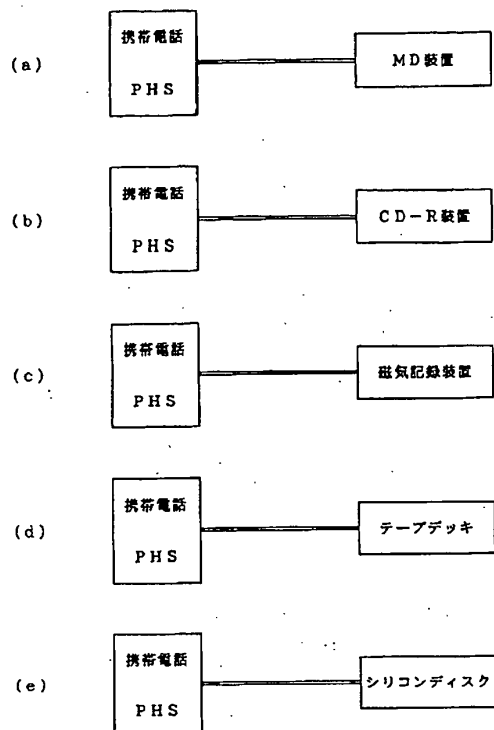 携帯電話
(a) MD装置
PHS
携帯電話
(b) CD-R装置
PHS
携帯電話
(c) 磁気記録装置
PHS
携帯電話
(d) テープデッキ
PHS
携帯電話
(e) シリコンディスク
PHS